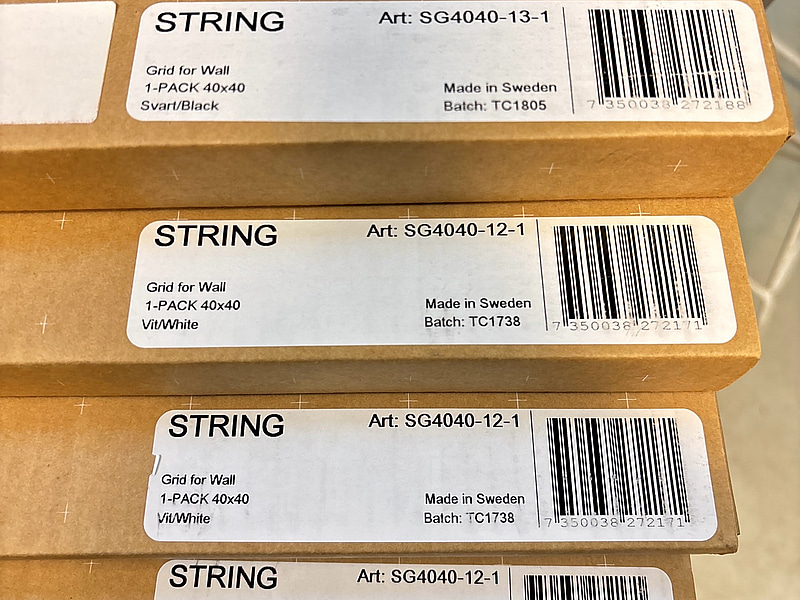 STRING
Art: SG4040-13-1
Grid for Wall
1-PACK 40x40
Svart/Black
Made in Sweden
Batch: TC1805
7 350038 272188
STRING
Art: SG4040-12-1
Grid for Wall
1-PACK 40x40
Vit/White
Made in Sweden
Batch: TC1738
7 350038 272171
STRING
Art: SG4040-12-1
Grid for Wall
1-PACK 40x40
Vit/White
Made in Sweden
Batch: TC1738
7 350038 272171
STRING
Art: SG4040-12-1